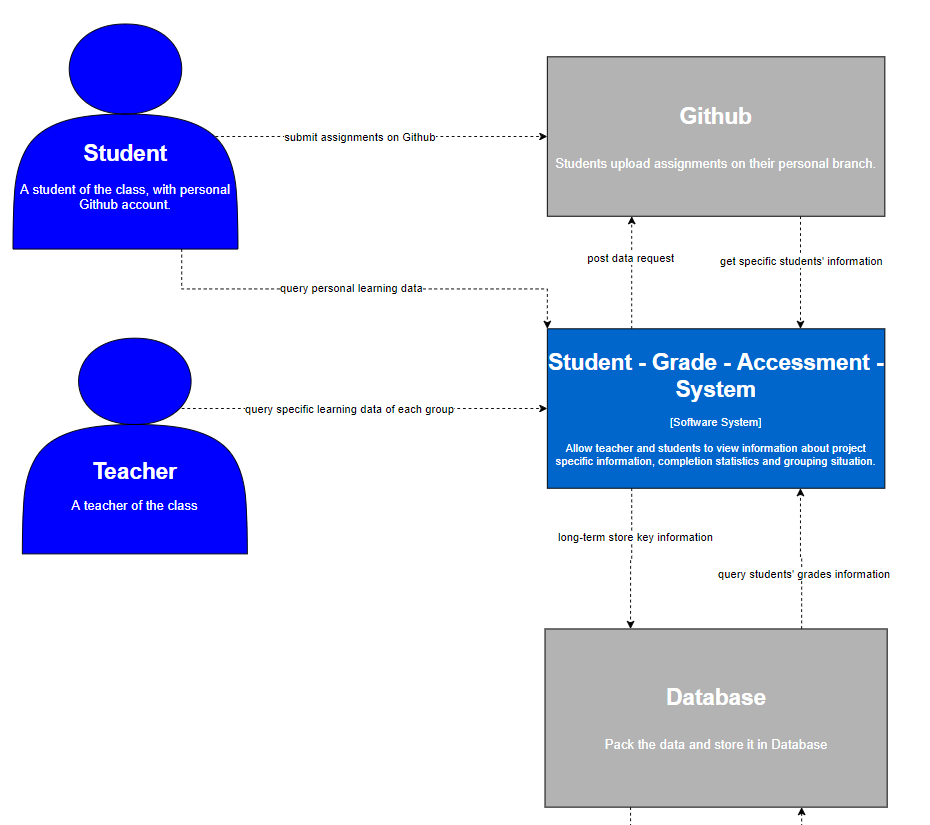 Github
Students upload assignments on their personal branch.
submit assignments on Github
Student
A student of the class, with personal
Github account.
post data request
get specific students' information
query personal learning data
Student - Grade - Accessment -
System
[Software System]
Allow teacher and students to view information about project
specific information, completion statistics and grouping situation.
query specific learning data of each group
Teacher
A teacher of the class
long-term store key information
query students' grades information
Database
Pack the data and store it in Database